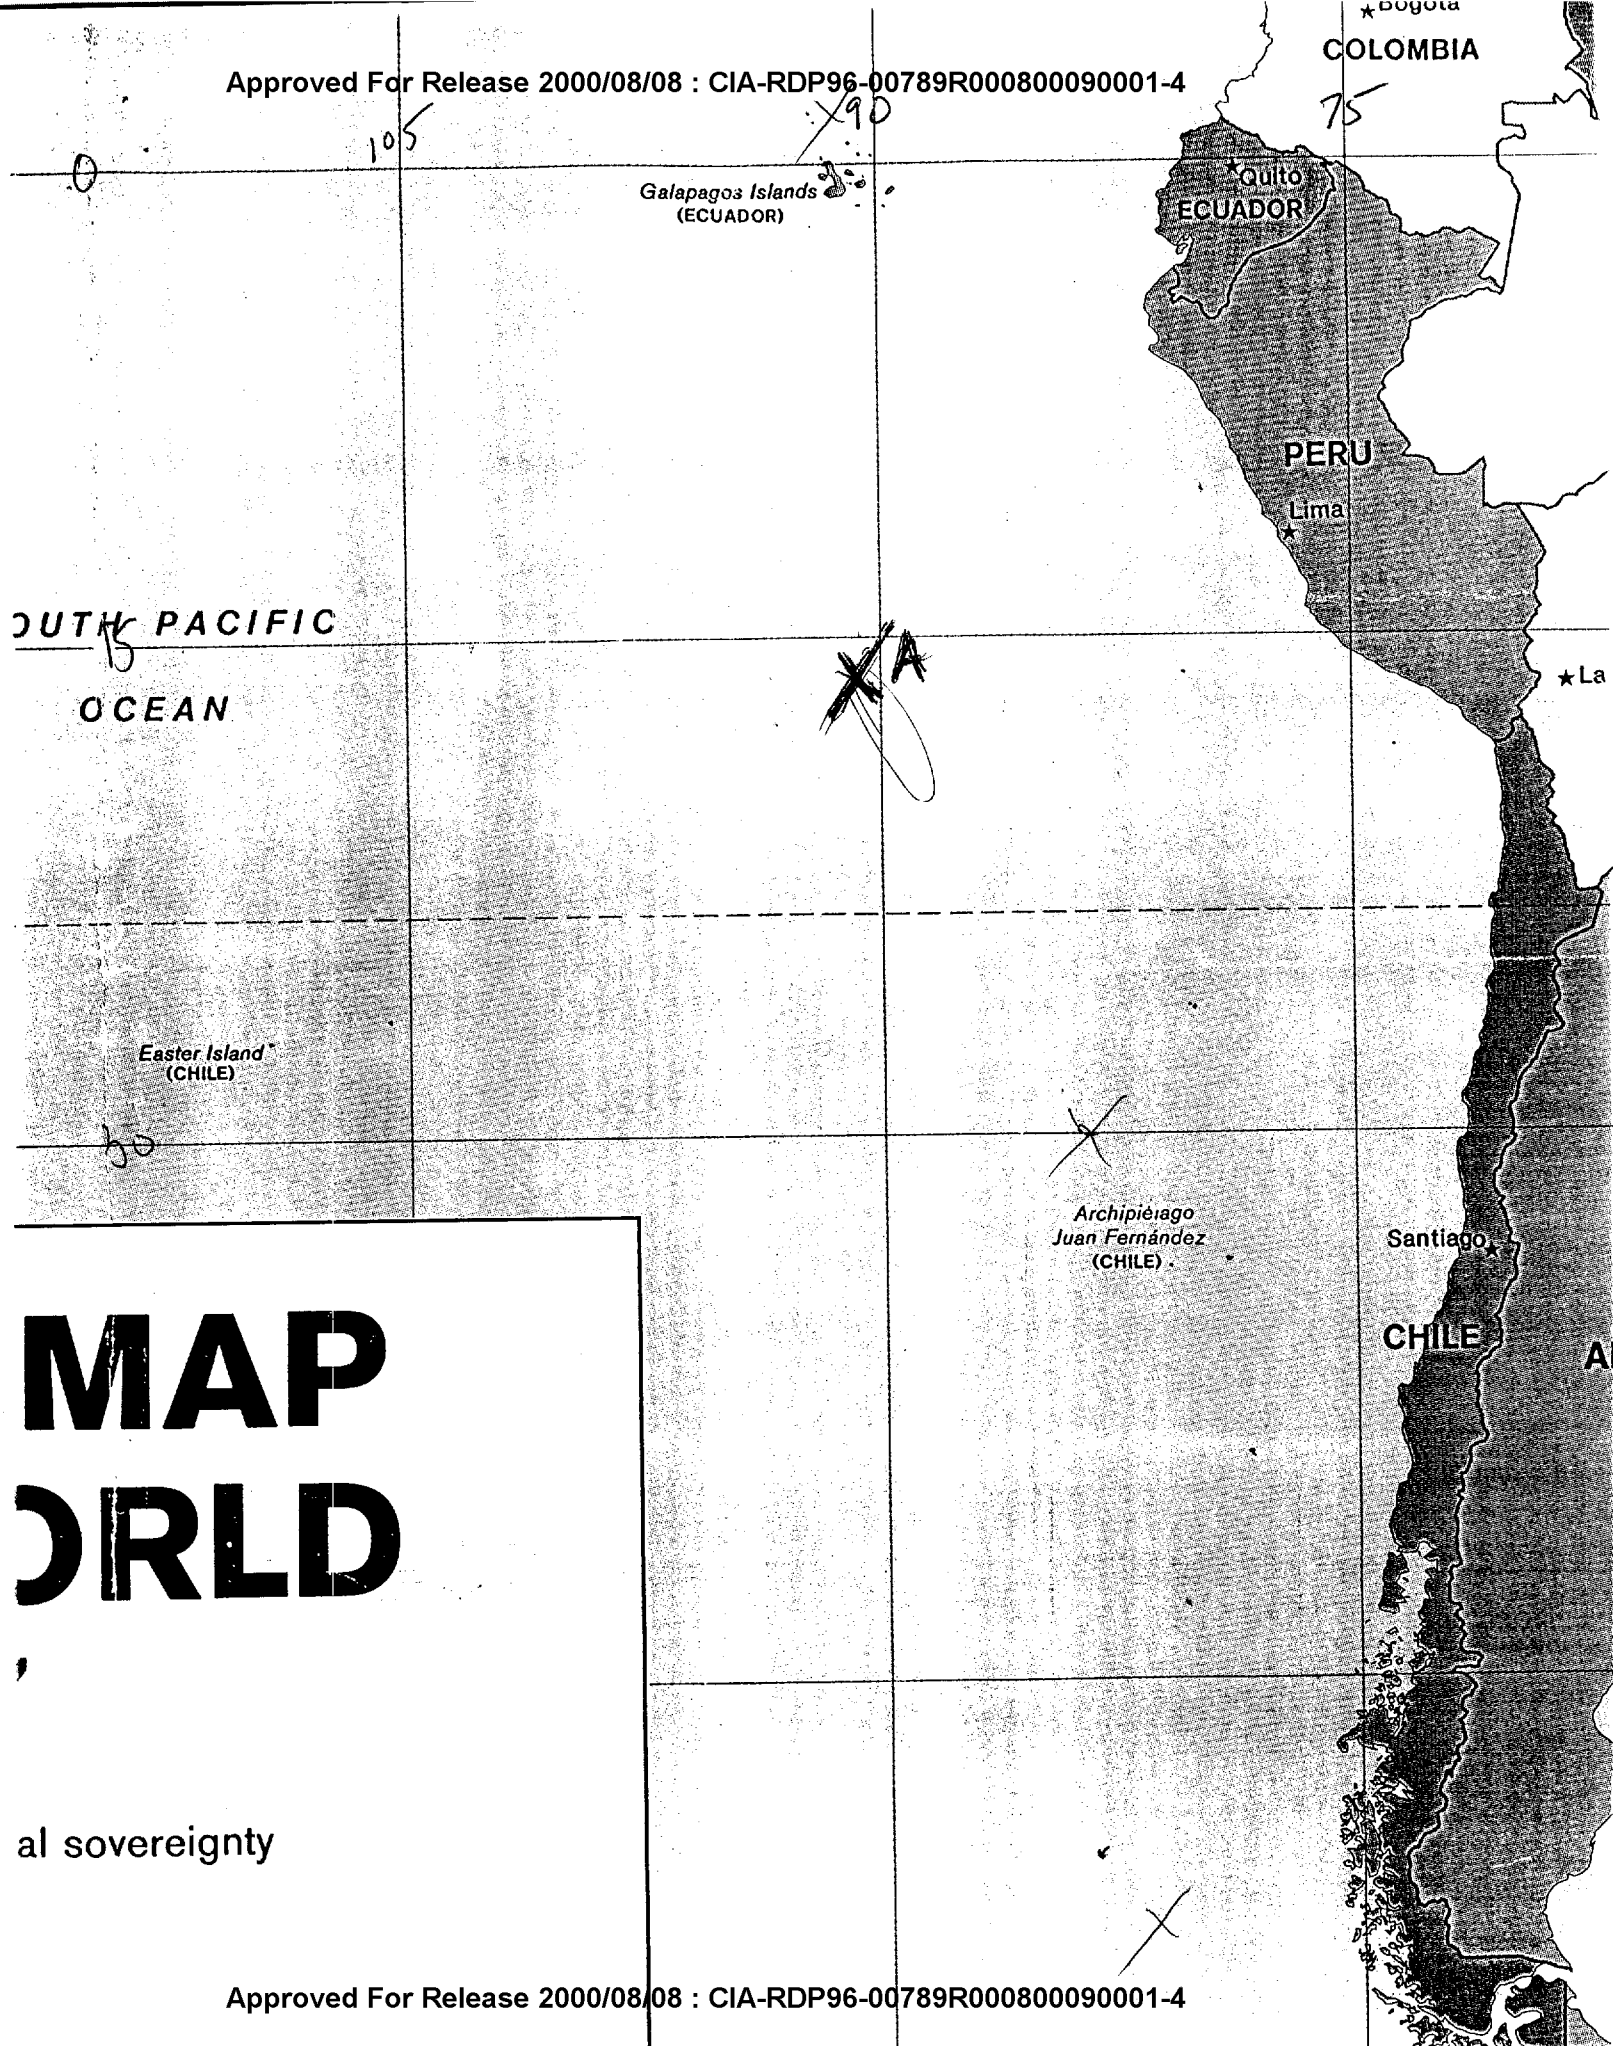 COLOMBIA
Approved For Release 2000/08/08 : CIA-RDP96-00789R000800090001-4
105
90
75
0
Quito
Galapagos Islands
(ECUADOR)
ECUADOR
PERU
Lima
PACIFIC
15
A
La
OCEAN
Easter Island
(CHILE)
30
Archipiélago
Juan Fernández
(CHILE)
Santiago
CHILE
MAP
ORLD
,
al sovereignty
Approved For Release 2000/08/08 : CIA-RDP96-00789R000800090001-4